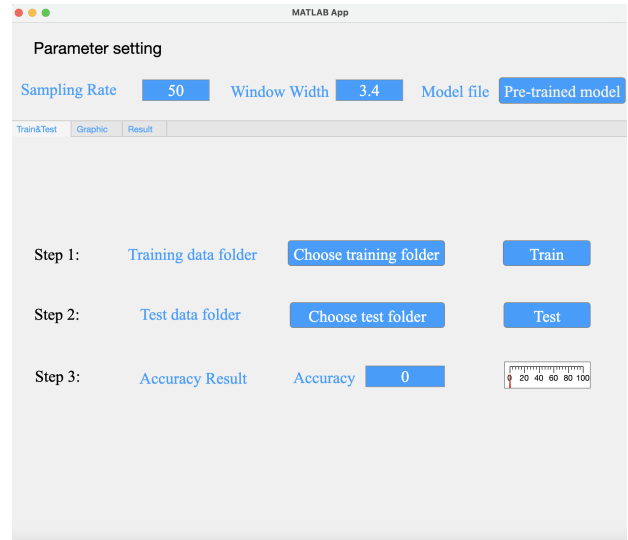 MATLAB App
Parameter setting
Sampling Rate 50 Window Width 3.4 Model file Pre-trained model
Train&Test Graphic Result
Step 1: Training data folder Choose training folder Train
Step 2: Test data folder Choose test folder Test
Step 3: Accuracy Result Accuracy 0 0 20 40 60 80 100